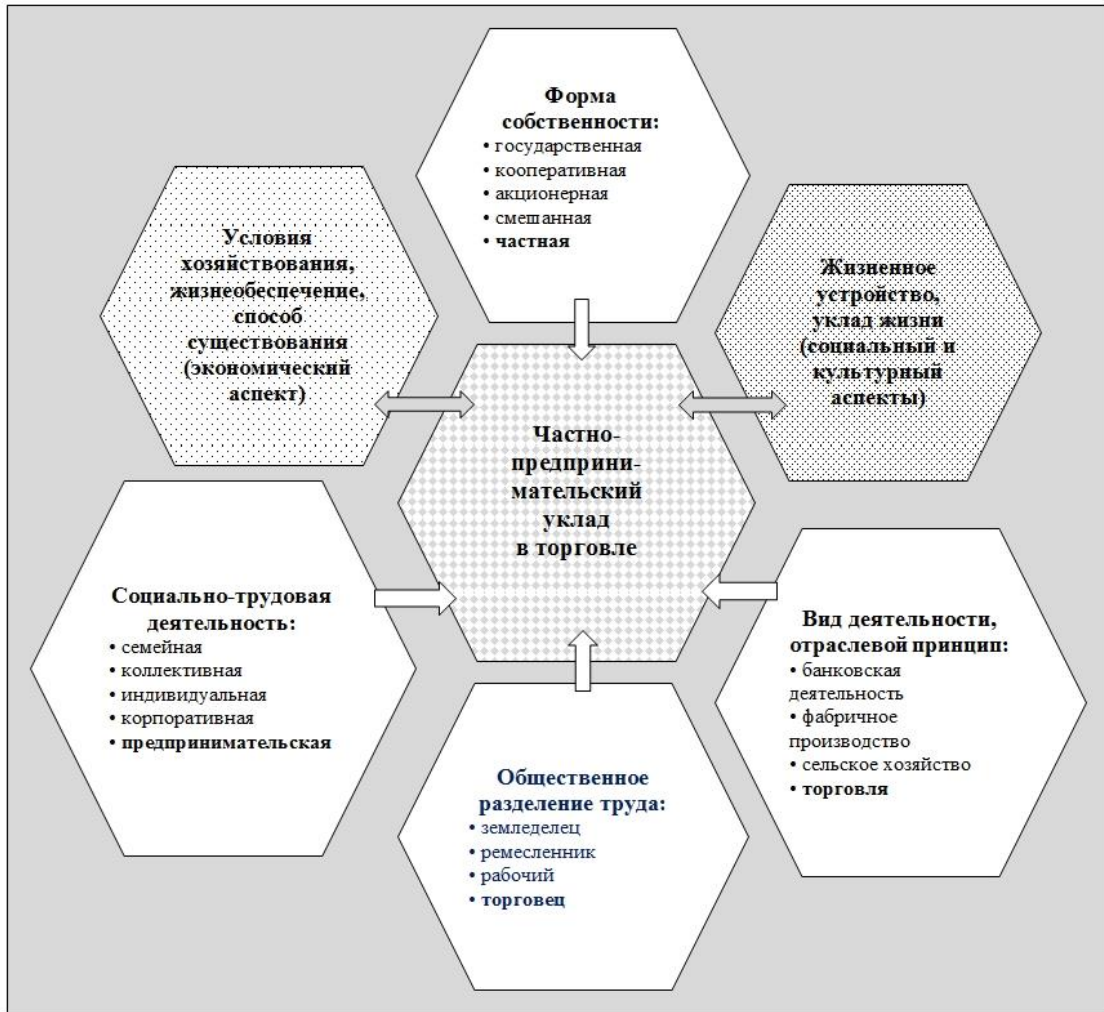 Форма
собственности:
• государственная
• кооперативная
• акционерная
• смешанная
• частная
Условия
хозяйствования,
жизнеобеспечение,
способ
существования
(экономический
аспект)
Жизненное
устройство,
уклад жизни
(социальный и
культурный
аспекты)
Частно-
предприни-
мательский
уклад
в торговле
Социально-трудовая
деятельность:
• семейная
• коллективная
• индивидуальная
• корпоративная
• предпринимательская
Вид деятельности,
отраслевой принцип:
• банковская
деятельность
• фабричное
производство
• сельское хозяйство
• торговля
Общественное
разделение труда:
• земледелец
• ремесленник
• рабочий
• торговец